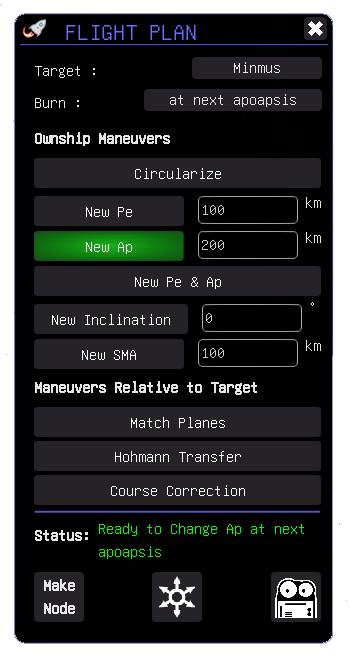 FLIGHT PLAN
Target : Minmus
Burn : at next apoapsis
Ownship Maneuvers
Circularize
New Pe 100 km
New Ap 200 km
New Pe & Ap
New Inclination 0 °
New SMA 100 km
Maneuvers Relative to Target
Match Planes
Hohmann Transfer
Course Correction
Status: Ready to Change Ap at next
apoapsis
Make
Node